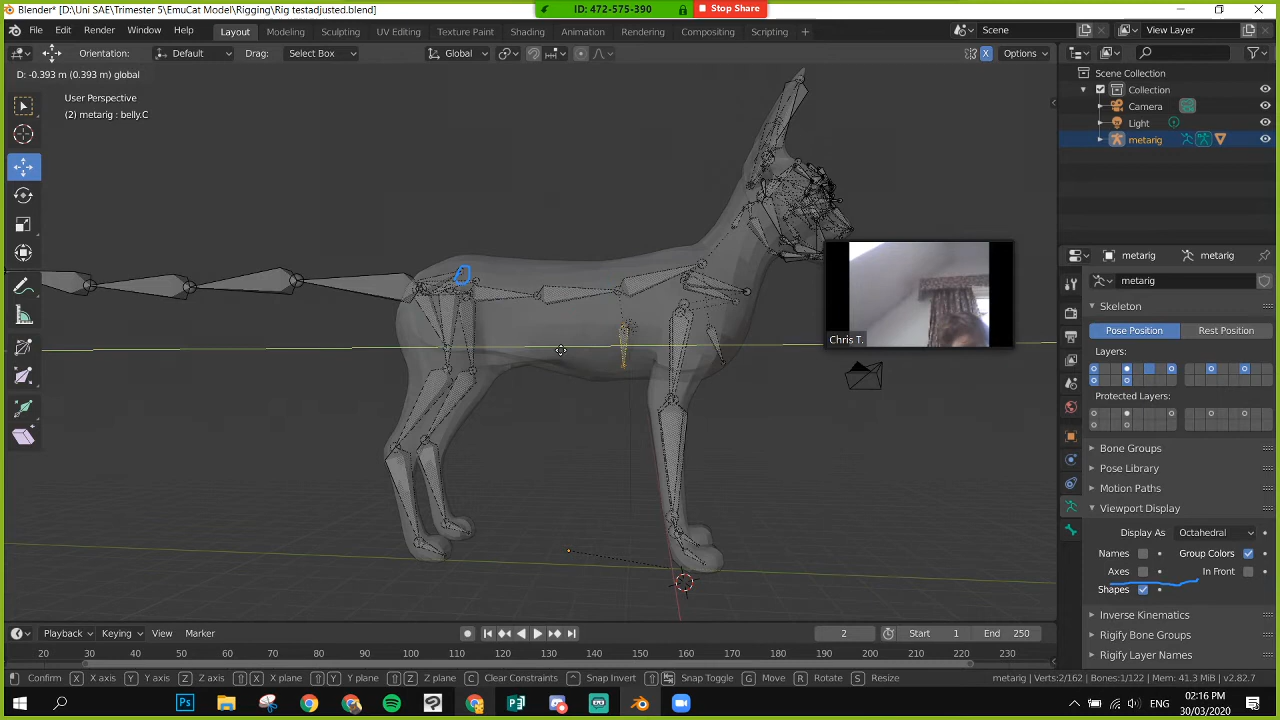 Blender* [D:\Uni SAE\Trimester 5\EmuCat Model\Rigging\Rig testadjusted.blend]
ID: 472-575-390
Stop Share
File Edit Render Window Help
Layout Modeling Sculpting UV Editing Texture Paint Shading Animation Rendering Compositing Scripting +
Scene
View Layer
Orientation: Default Drag: Select Box
Global
X
Options
D: -0.393 m (0.393 m) global
User Perspective
(2) metarig : belly.C
Scene Collection
Collection
Camera
Light
metarig
Chris T.
metarig metarig
metarig
Skeleton
Pose Position Rest Position
Layers:
Protected Layers:
Bone Groups
Pose Library
Motion Paths
Viewport Display
Display As Octahedral
Names Group Colors
Axes In Front
Shapes
Inverse Kinematics
Rigify Bone Groups
Rigify Layer Names
Playback Keying View Marker
2
Start 1 End 250
20 30 40 50 60 70 80 90 100 110 120 130 140 150 160 170 180 190 200 210 220 230 240 250
Confirm X X axis Y Y axis Z Z axis X X plane Y Y plane Z Z plane C Clear Constraints Snap Invert Snap Toggle G Move R Rotate S Resize
metarig | Verts:2/162 | Bones:1/122 | Mem: 41.3 MiB | v2.82.7
02:16 PM
30/03/2020